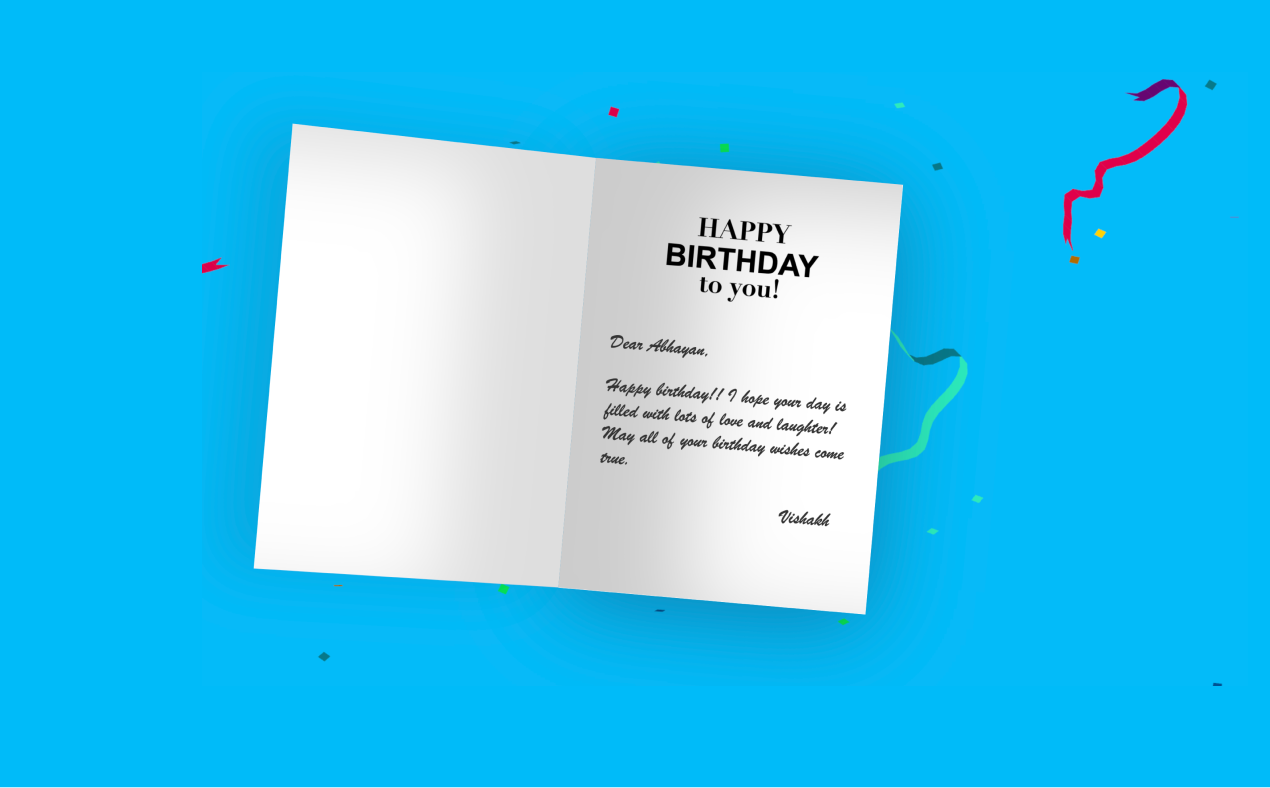 HAPPY
BIRTHDAY
to you!
Dear Abhayan,
Happy birthday!! I hope your day is
filled with lots of love and laughter!
May all of your birthday wishes come
true.
Vishakh